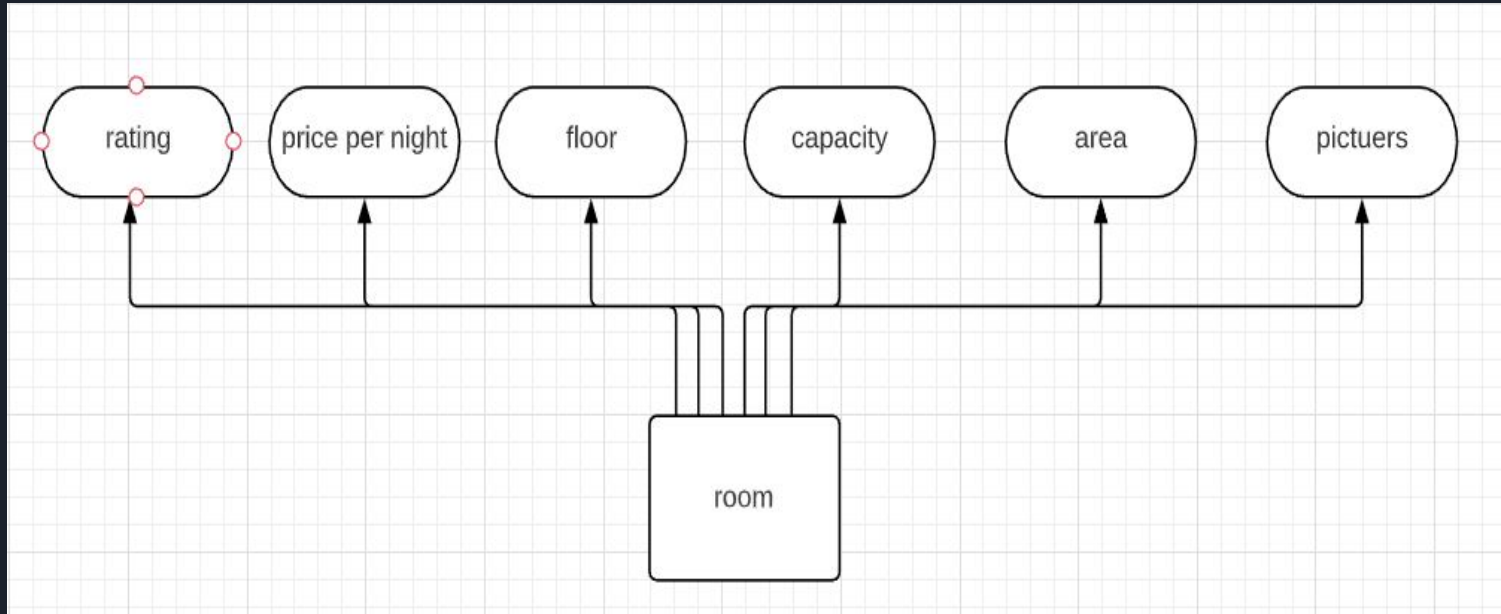 rating
price per night
floor
capacity
area
pictuers
room